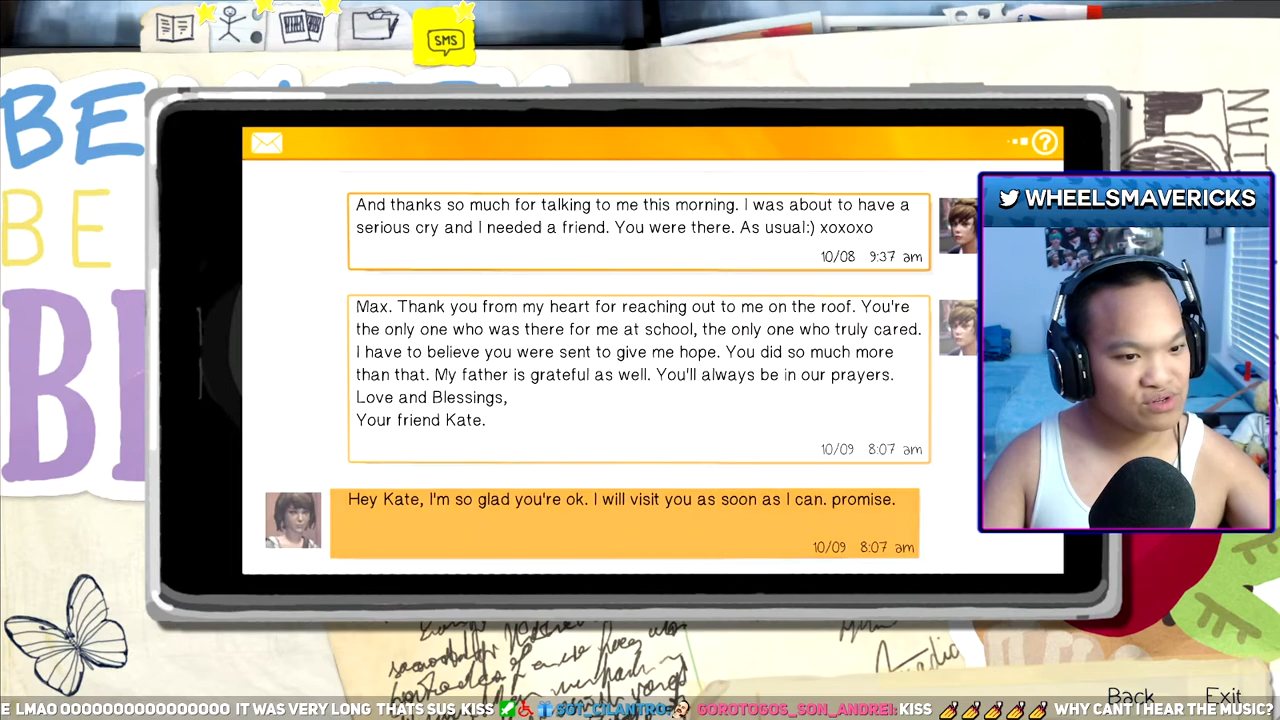 SMS
BE
BE
And thanks so much for talking to me this morning. I was about to have a
serious cry and I needed a friend. You were there. As usual:) xoxoxo
10/08 9:37 am
WHEELSMAVERICKS
Max. Thank you from my heart for reaching out to me on the roof. You're
the only one who was there for me at school, the only one who truly cared.
I have to believe you were sent to give me hope. You did so much more
than that. My father is grateful as well. You'll always be in our prayers.
Love and Blessings,
Your friend Kate.
10/09 8:07 am
Hey Kate, I'm so glad you're ok. I will visit you as soon as I can. promise.
10/09 8:07 am
Back Exit
E LMAO OOOOOOOOOOOOOOOOO IT WAS VERY LONG THATS SUS KISS SGT_CILANTRO: GOROTOGOS_SON_ANDREI: KISS WHY CANT I HEAR THE MUSIC?